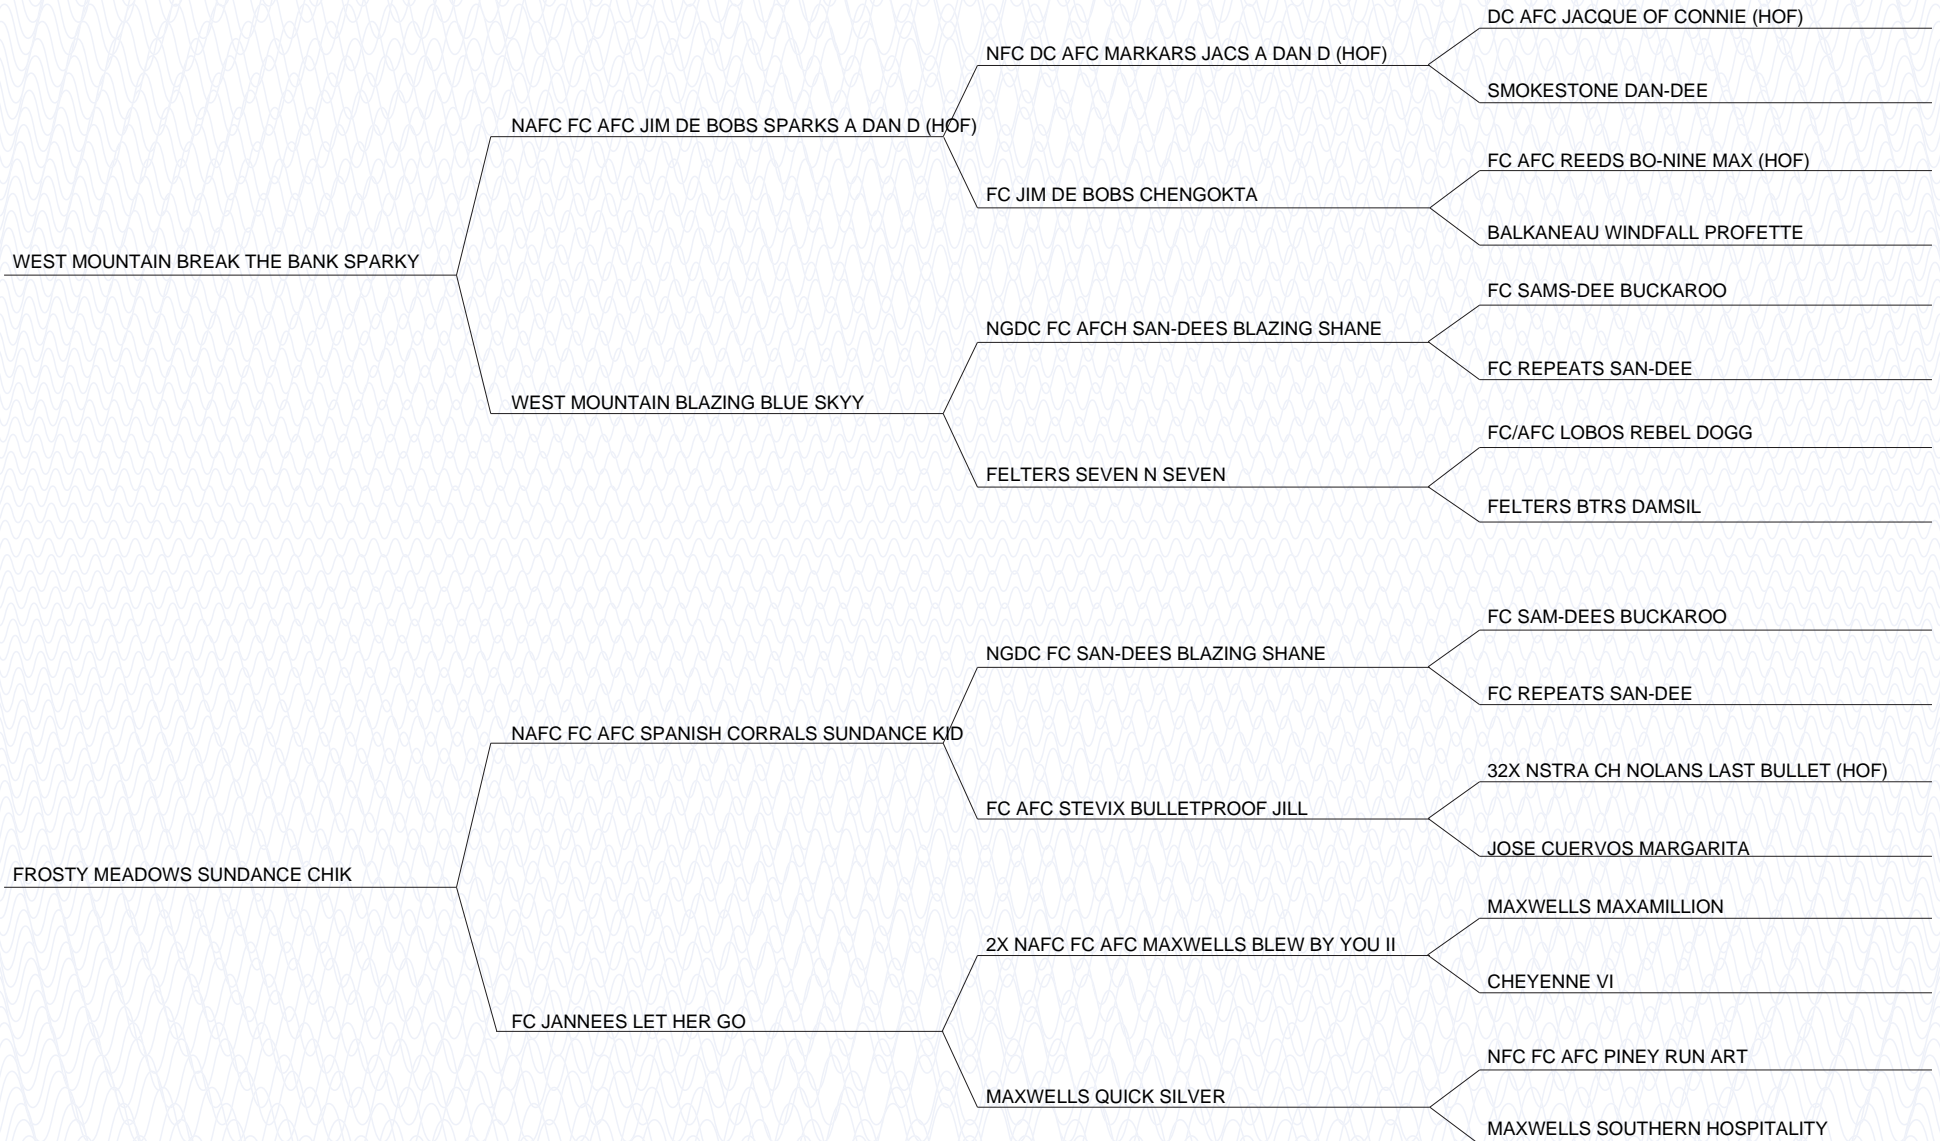 DC AFC JACQUE OF CONNIE (HOF)
NFC DC AFC MARKARS JACS A DAN D (HOF)
SMOKESTONE DAN-DEE
NAFC FC AFC JIM DE BOBS SPARKS A DAN D (HOF)
FC AFC REEDS BO-NINE MAX (HOF)
FC JIM DE BOBS CHENGOKTA
BALKANEAU WINDFALL PROFETTE
WEST MOUNTAIN BREAK THE BANK SPARKY
FC SAMS-DEE BUCKAROO
NGDC FC AFCH SAN-DEES BLAZING SHANE
FC REPEATS SAN-DEE
WEST MOUNTAIN BLAZING BLUE SKYY
FC/AFC LOBOS REBEL DOGG
FELTERS SEVEN N SEVEN
FELTERS BTRS DAMSIL
FC SAM-DEES BUCKAROO
NGDC FC SAN-DEES BLAZING SHANE
FC REPEATS SAN-DEE
NAFC FC AFC SPANISH CORRALS SUNDANCE KID
32X NSTRA CH NOLANS LAST BULLET (HOF)
FC AFC STEVIX BULLETPROOF JILL
JOSE CUERVOS MARGARITA
FROSTY MEADOWS SUNDANCE CHIK
MAXWELLS MAXAMILLION
2X NAFC FC AFC MAXWELLS BLEW BY YOU II
CHEYENNE VI
FC JANNEES LET HER GO
NFC FC AFC PINEY RUN ART
MAXWELLS QUICK SILVER
MAXWELLS SOUTHERN HOSPITALITY